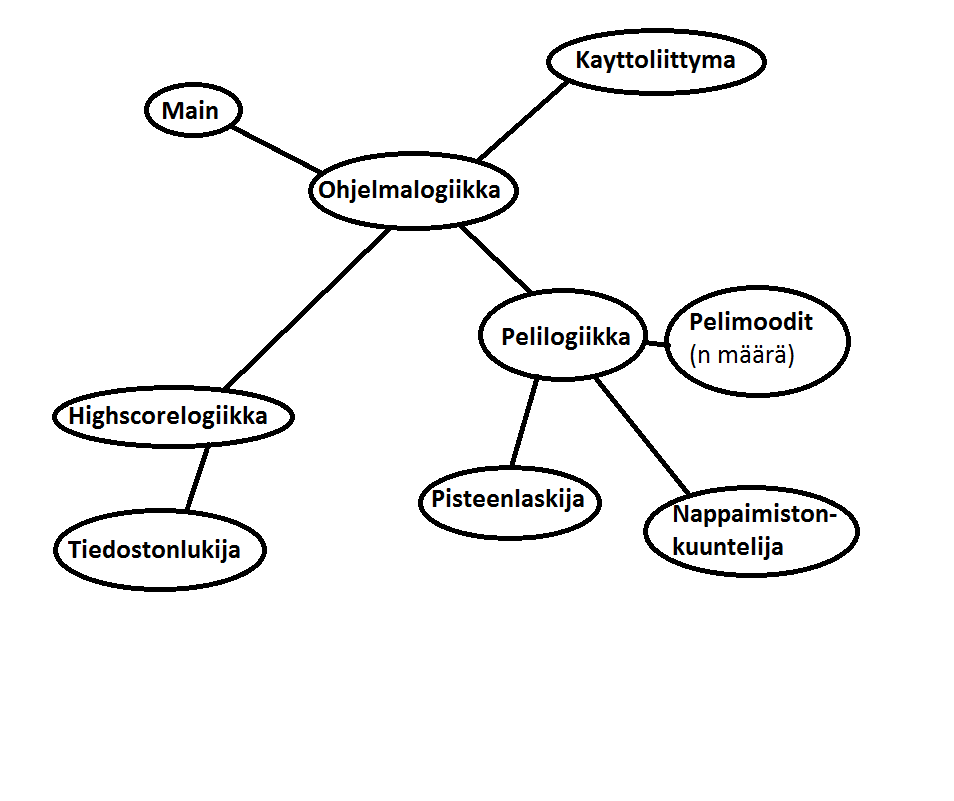 Kayttoliittyma
Main
Ohjelmalogiikka
Pelilogiikka
Pelimoodit
(n määrä)
Highscorelogiikka
Pisteenlaskija
Nappaimiston-
kuuntelija
Tiedostonlukija